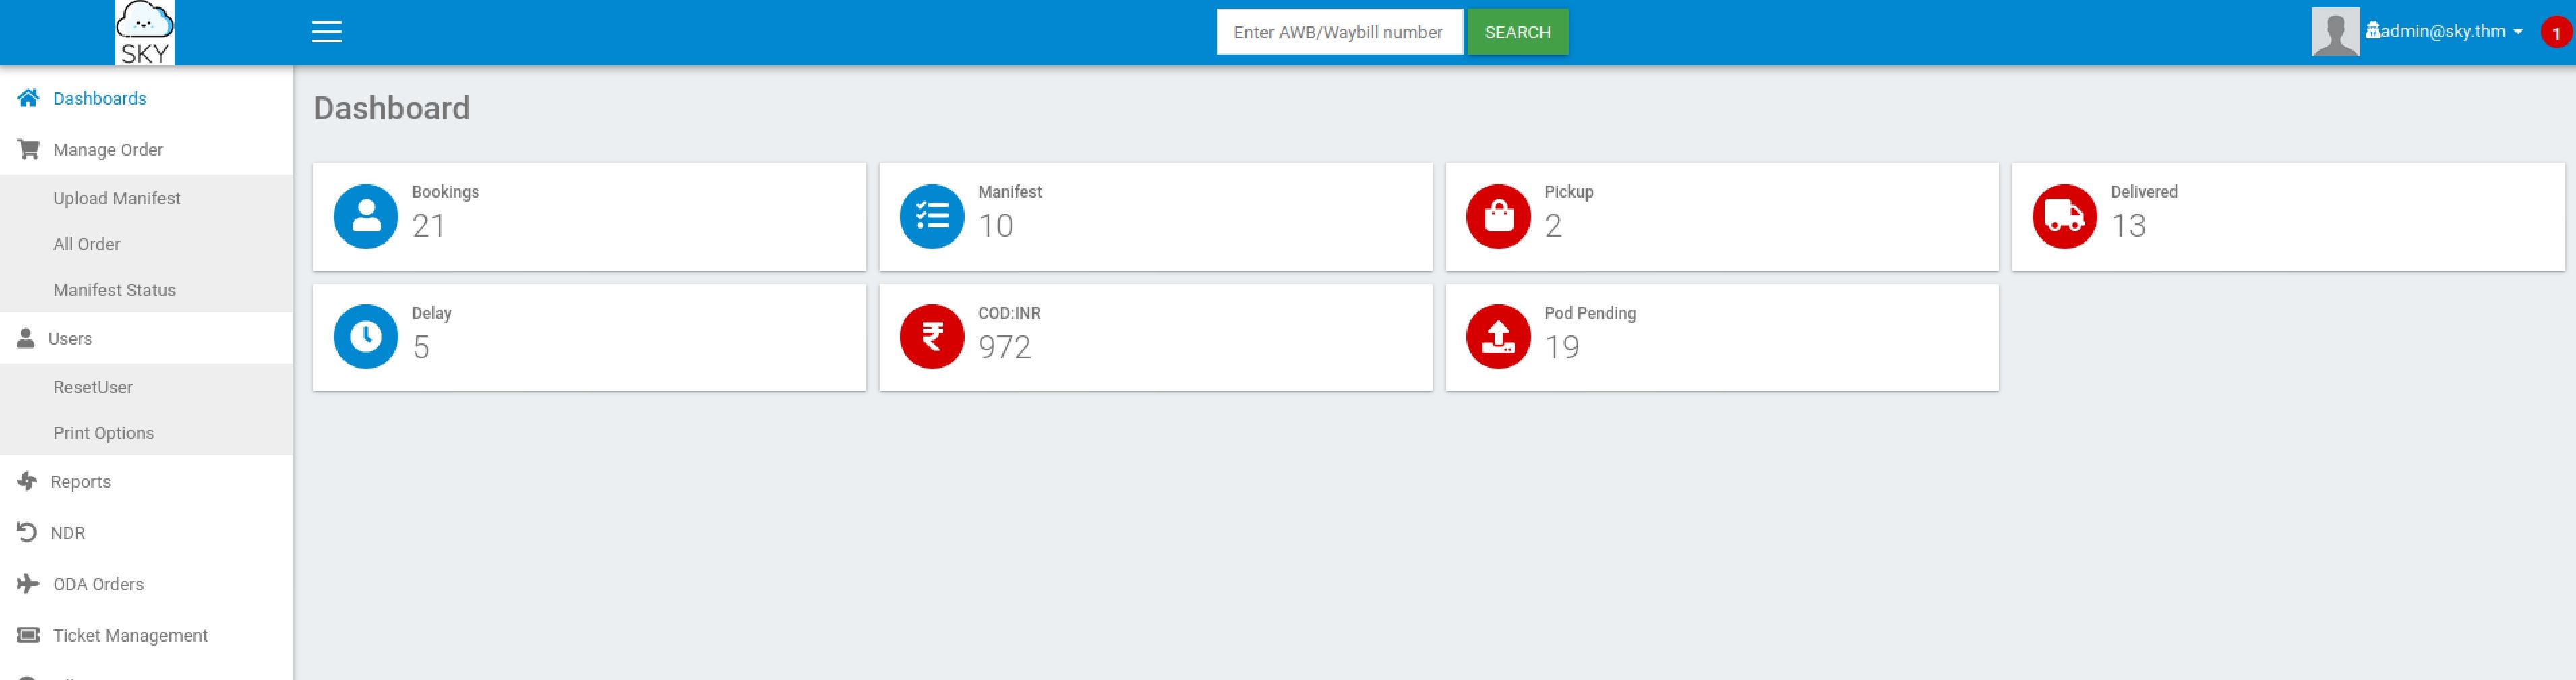 SKY
Enter AWB/Waybill number
SEARCH
admin@sky.thm
1
Dashboards
Manage Order
Upload Manifest
All Order
Manifest Status
Users
ResetUser
Print Options
Reports
NDR
ODA Orders
Ticket Management
Dashboard
Bookings
21
Manifest
10
Pickup
2
Delivered
13
Delay
5
COD:INR
972
Pod Pending
19